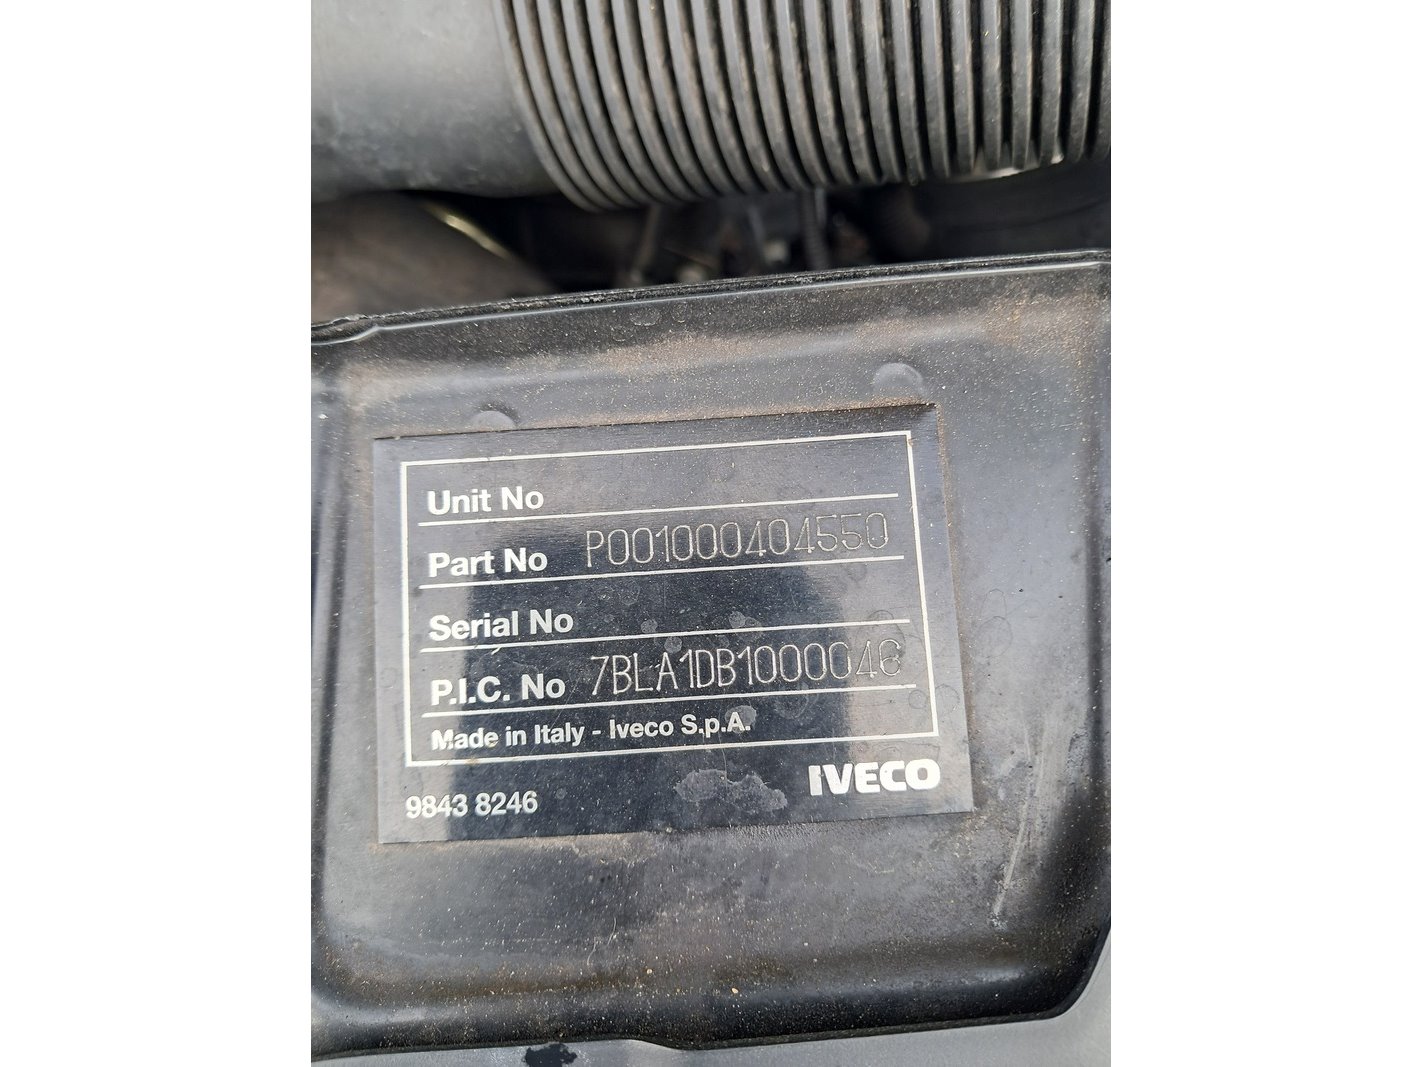 Unit No
Part No P001000404550
Serial No
P.I.C. No 7BLA1DB1000046
Made in Italy - Iveco S.p.A.
IVECO
9843 8246